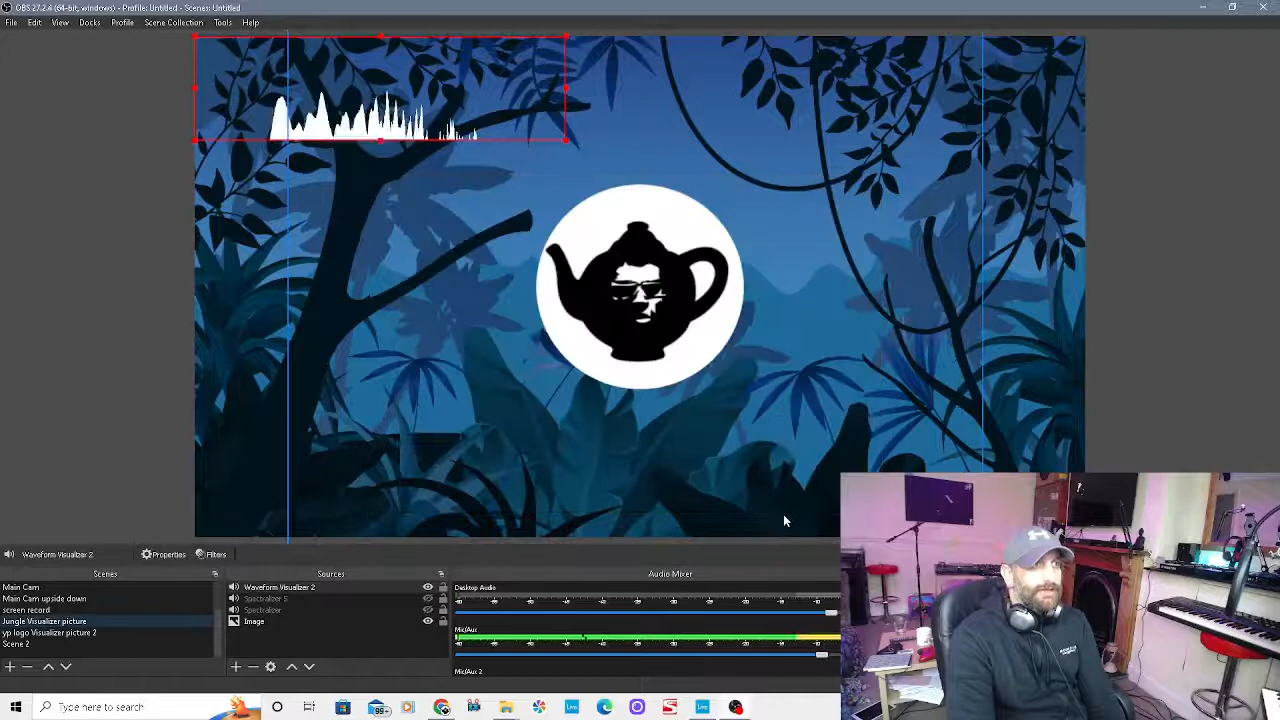 OBS 27.2.4 (64-bit, windows) - Profile: Untitled - Scenes: Untitled
File Edit View Docks Profile Scene Collection Tools Help
Waveform Visualizer 2 Properties Filters
Scenes Sources Audio Mixer
Main Cam
Main Cam upside down
screen record
Jungle Visualizer picture
yp logo Visualizer picture 2
Scene 2
Waveform Visualizer 2
Spectralizer 5
Spectralizer
Image
Desktop Audio
Mic/Aux
Mic/Aux 2
Type here to search
99+
Live
Live